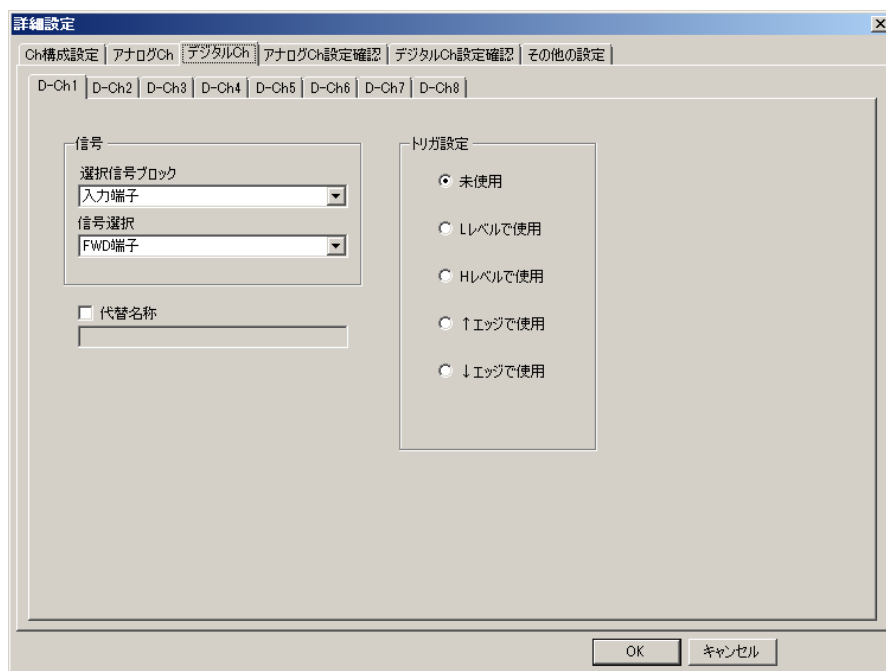 詳細設定
Ch構成設定 アナログCh デジタルCh アナログCh設定確認 デジタルCh設定確認 その他の設定
D-Ch1 D-Ch2 D-Ch3 D-Ch4 D-Ch5 D-Ch6 D-Ch7 D-Ch8
信号
選択信号ブロック
入力端子
信号選択
FWD端子
代替名称
トリガ設定
未使用
Lレベルで使用
Hレベルで使用
↑エッジで使用
↓エッジで使用
OK キャンセル